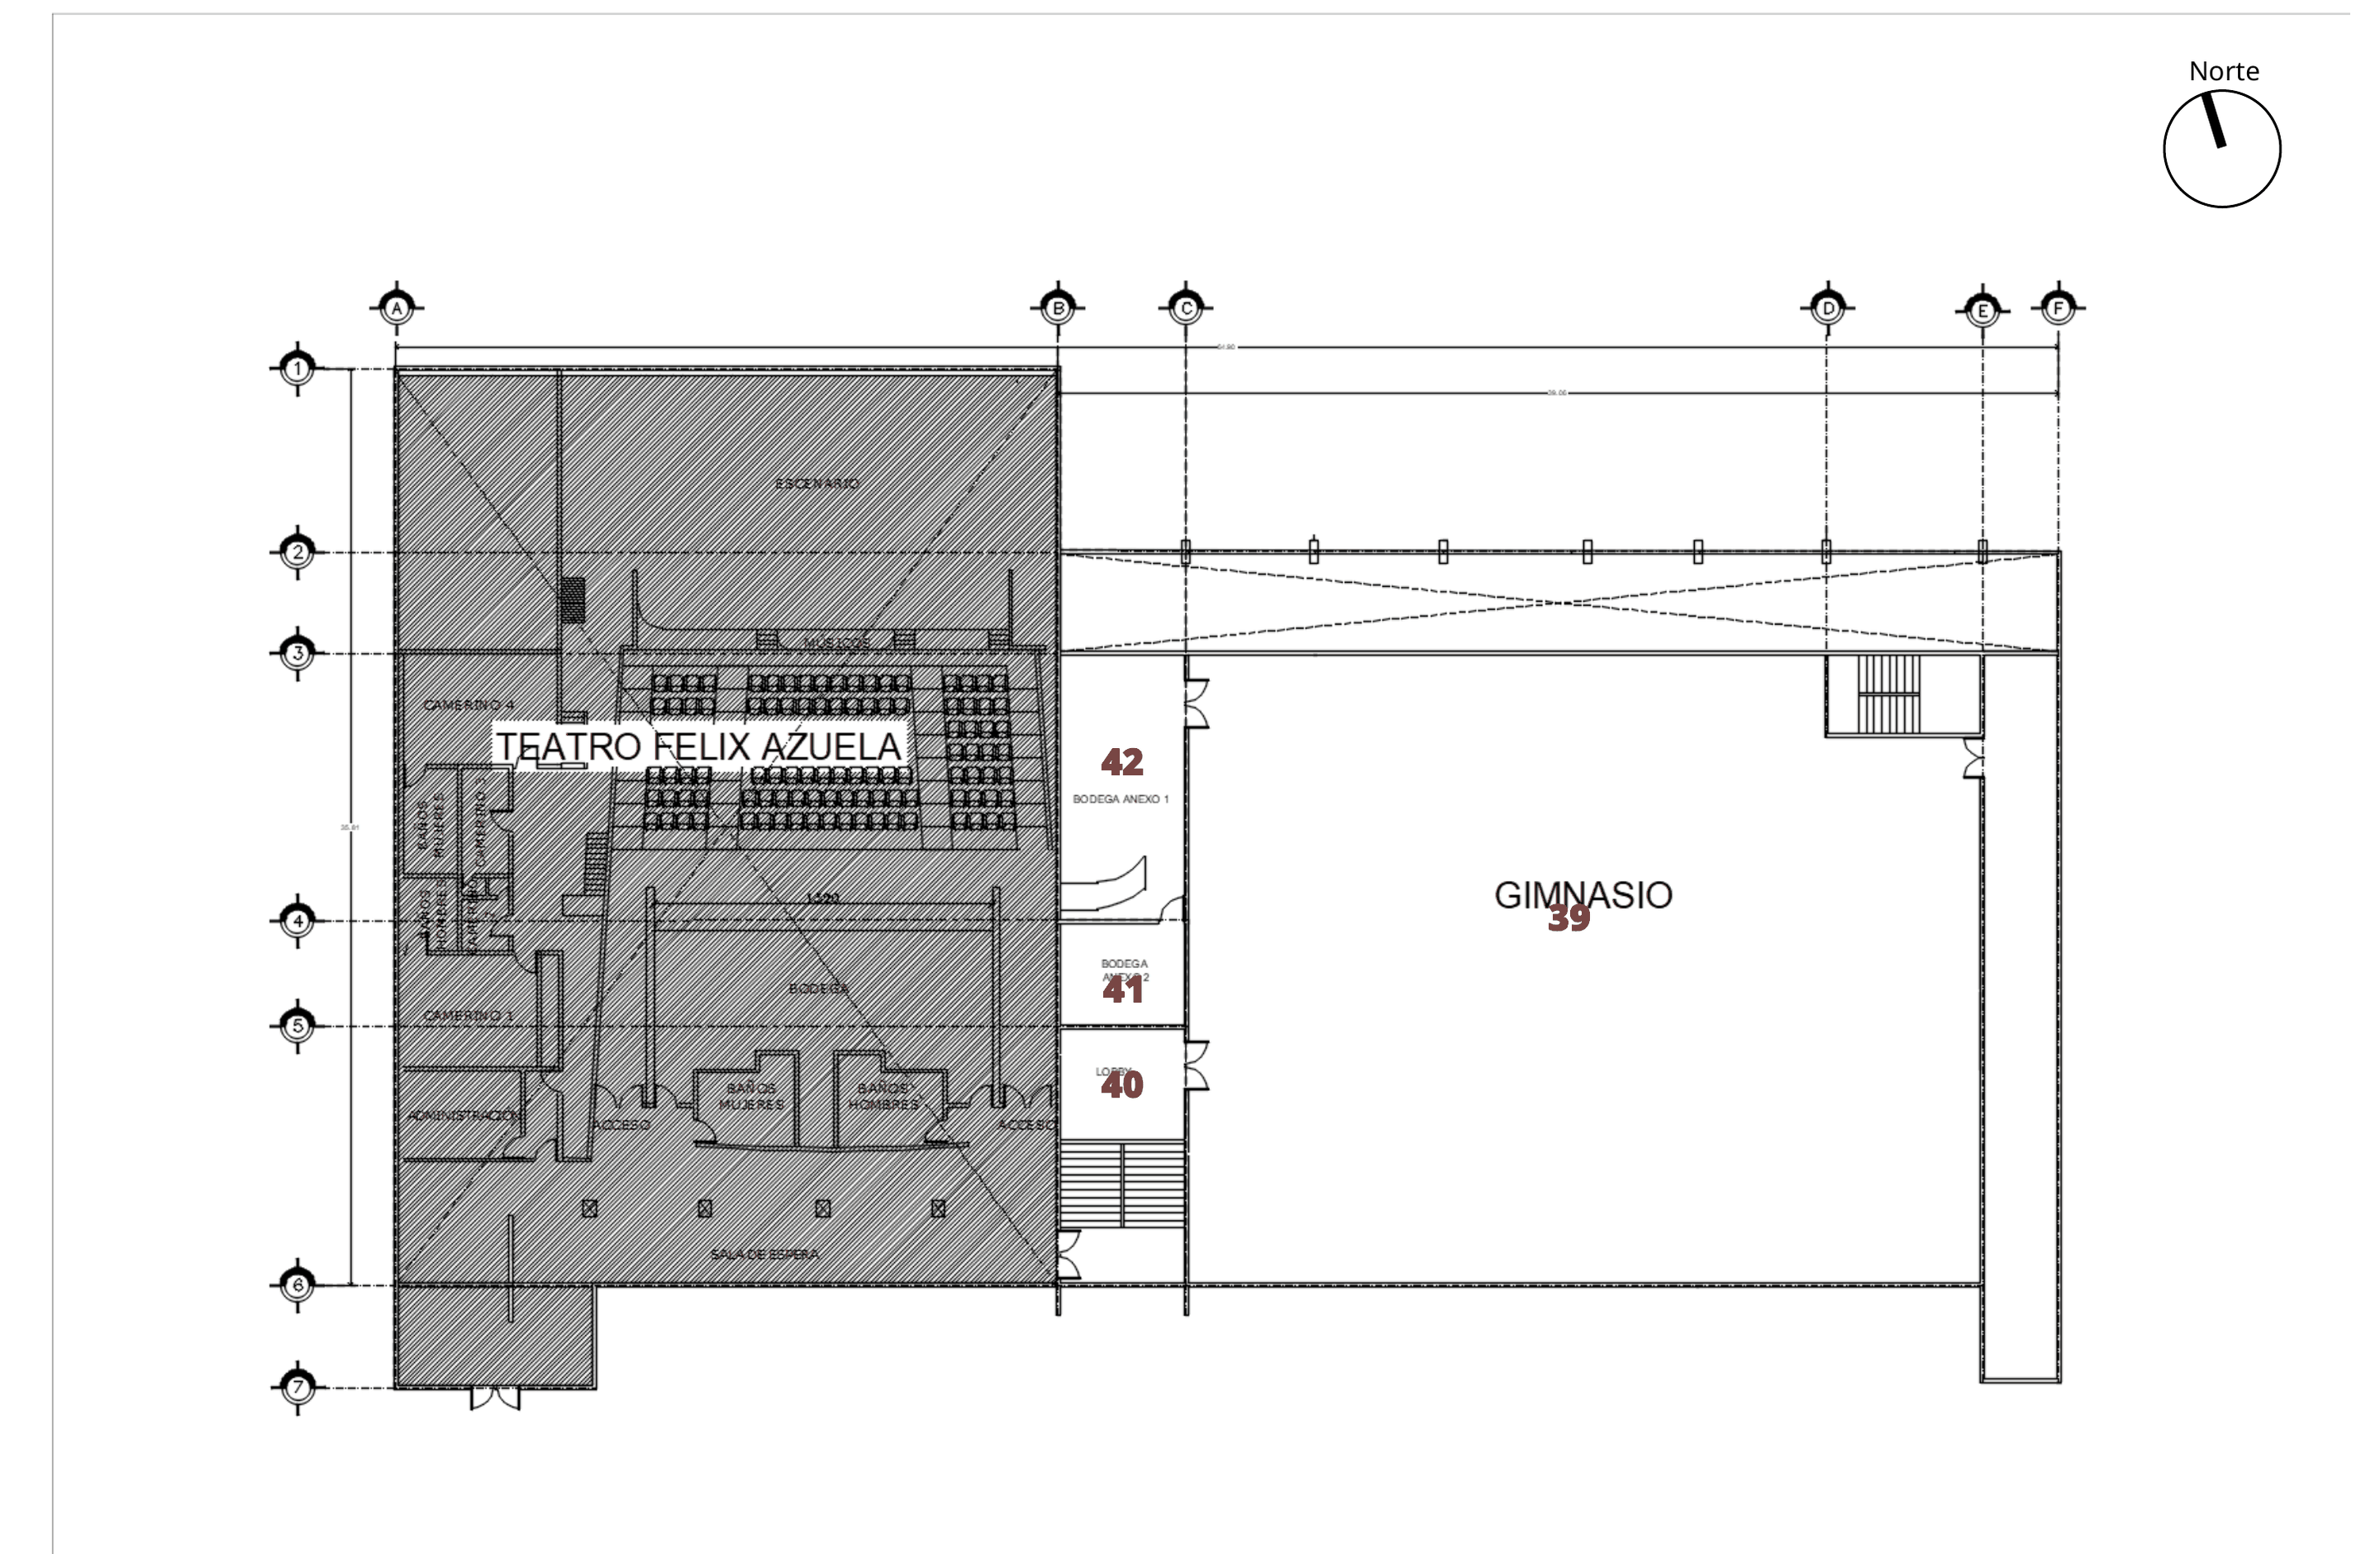 Norte
A
B
C
D
E
F
1
2
3
4
5
6
7
ESCENARIO
MUSICOS
CAMERINO 4
TEATRO FELIX AZUELA
BAÑOS
MUJERES
CAMERINO 3
BAÑOS
HOMBRES
CAMERINO
2
CAMERINO 1
ADMINISTRACION
BODEGA
BAÑOS
MUJERES
BAÑOS
HOMBRES
ACCESO
ACCESO
SALA DE ESPERA
42
BODEGA ANEXO 1
BODEGA
ANEXO 2
41
LOBBY
40
GIMNASIO
39